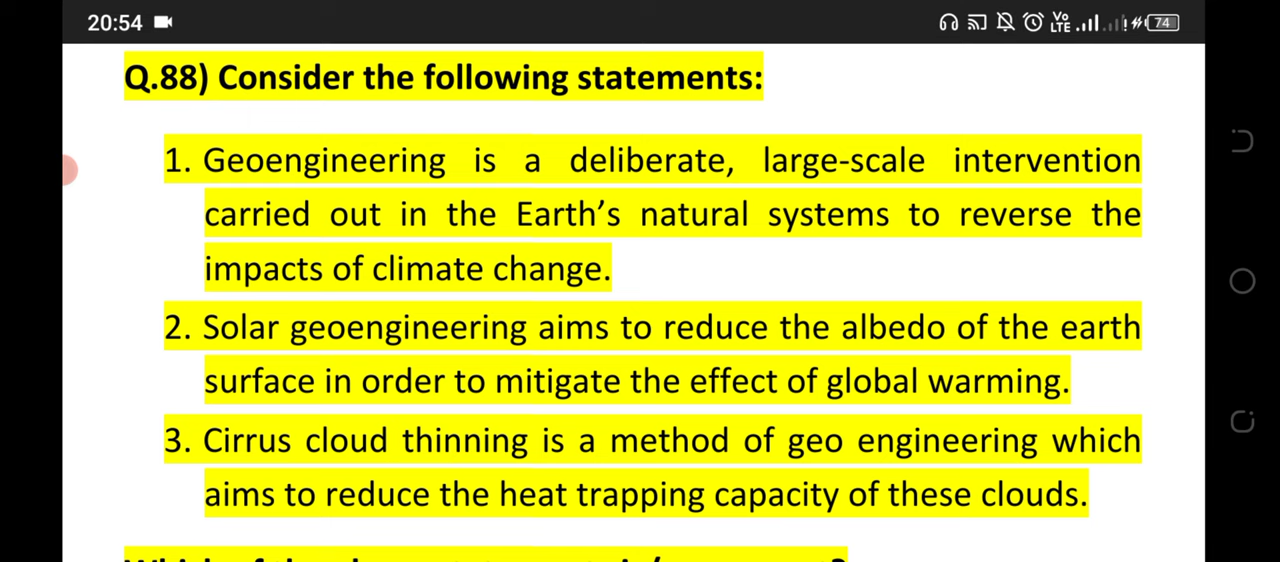 20:54
Vo
LTE
74
Q.88) Consider the following statements:
1. Geoengineering is a deliberate, large-scale intervention
carried out in the Earth’s natural systems to reverse the
impacts of climate change.
2. Solar geoengineering aims to reduce the albedo of the earth
surface in order to mitigate the effect of global warming.
3. Cirrus cloud thinning is a method of geo engineering which
aims to reduce the heat trapping capacity of these clouds.